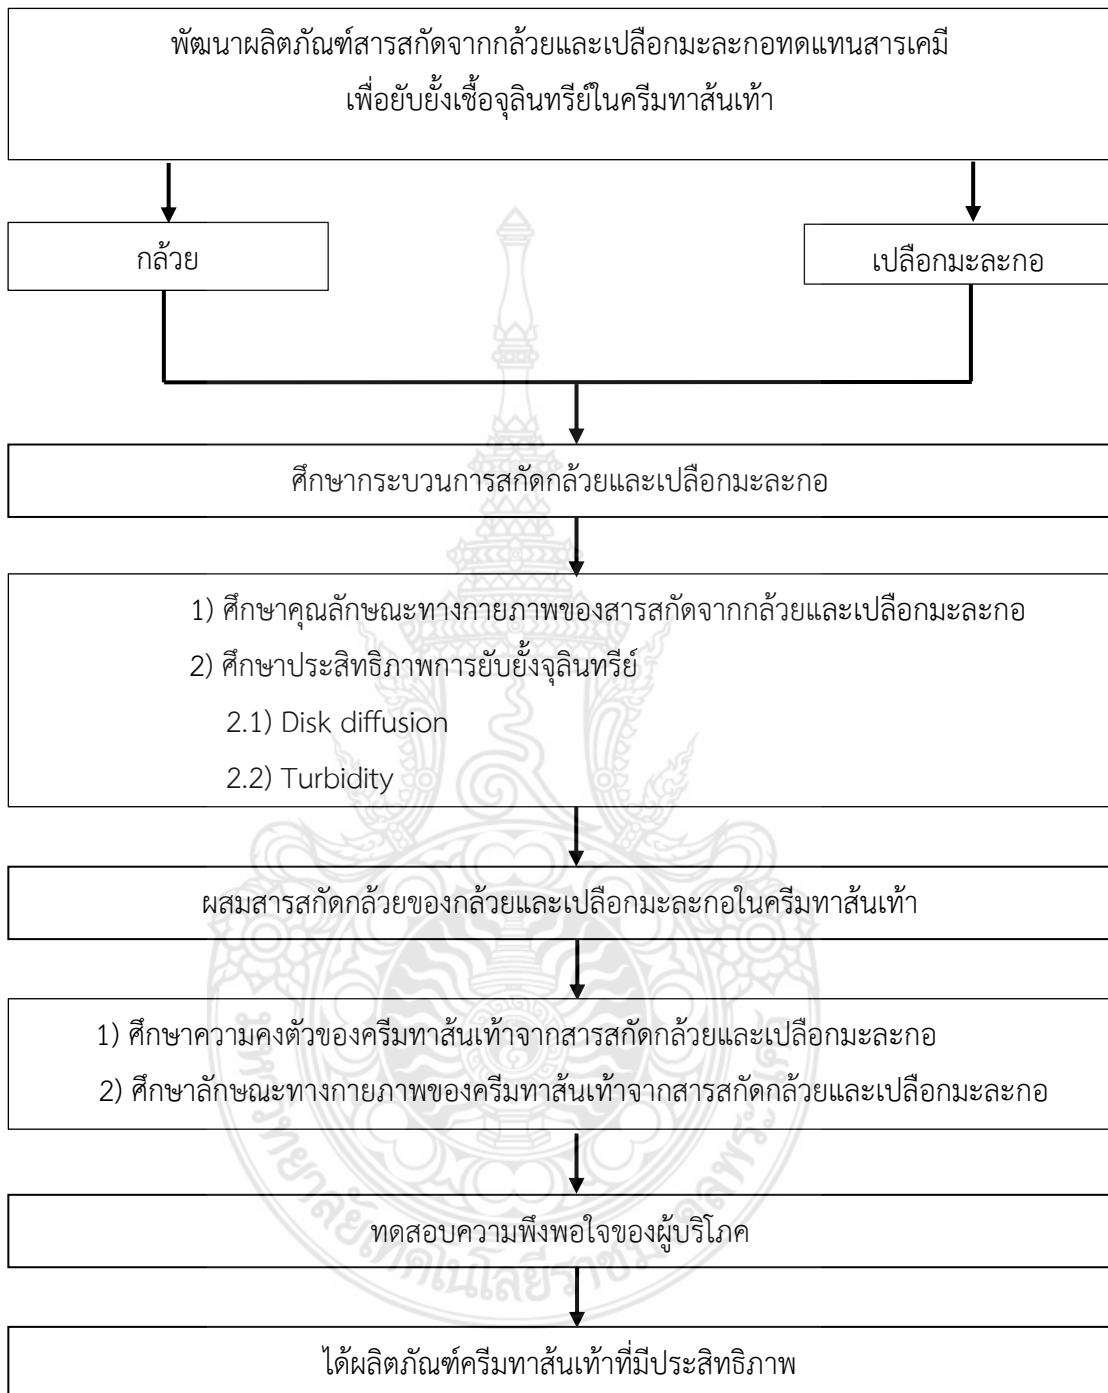 พัฒนาผลิตภัณฑ์สารสกัดจากกล้วยและเปลือกมะละกอทดแทนสารเคมี
เพื่อยับยั้งเชื้อจุลินทรีย์ในครีมทาส้นเท้า
กล้วย
เปลือกมะละกอ
ศึกษากระบวนการสกัดกล้วยและเปลือกมะละกอ
1) ศึกษาคุณลักษณะทางกายภาพของสารสกัดจากกล้วยและเปลือกมะละกอ
2) ศึกษาประสิทธิภาพการยับยั้งจุลินทรีย์
2.1) Disk diffusion
2.2) Turbidity
ผสมสารสกัดกล้วยของกล้วยและเปลือกมะละกอในครีมทาส้นเท้า
1) ศึกษาความคงตัวของครีมทาส้นเท้าจากสารสกัดกล้วยและเปลือกมะละกอ
2) ศึกษาลักษณะทางกายภาพของครีมทาส้นเท้าจากสารสกัดกล้วยและเปลือกมะละกอ
ทดสอบความพึงพอใจของผู้บริโภค
ได้ผลิตภัณฑ์ครีมทาส้นเท้าที่มีประสิทธิภาพ